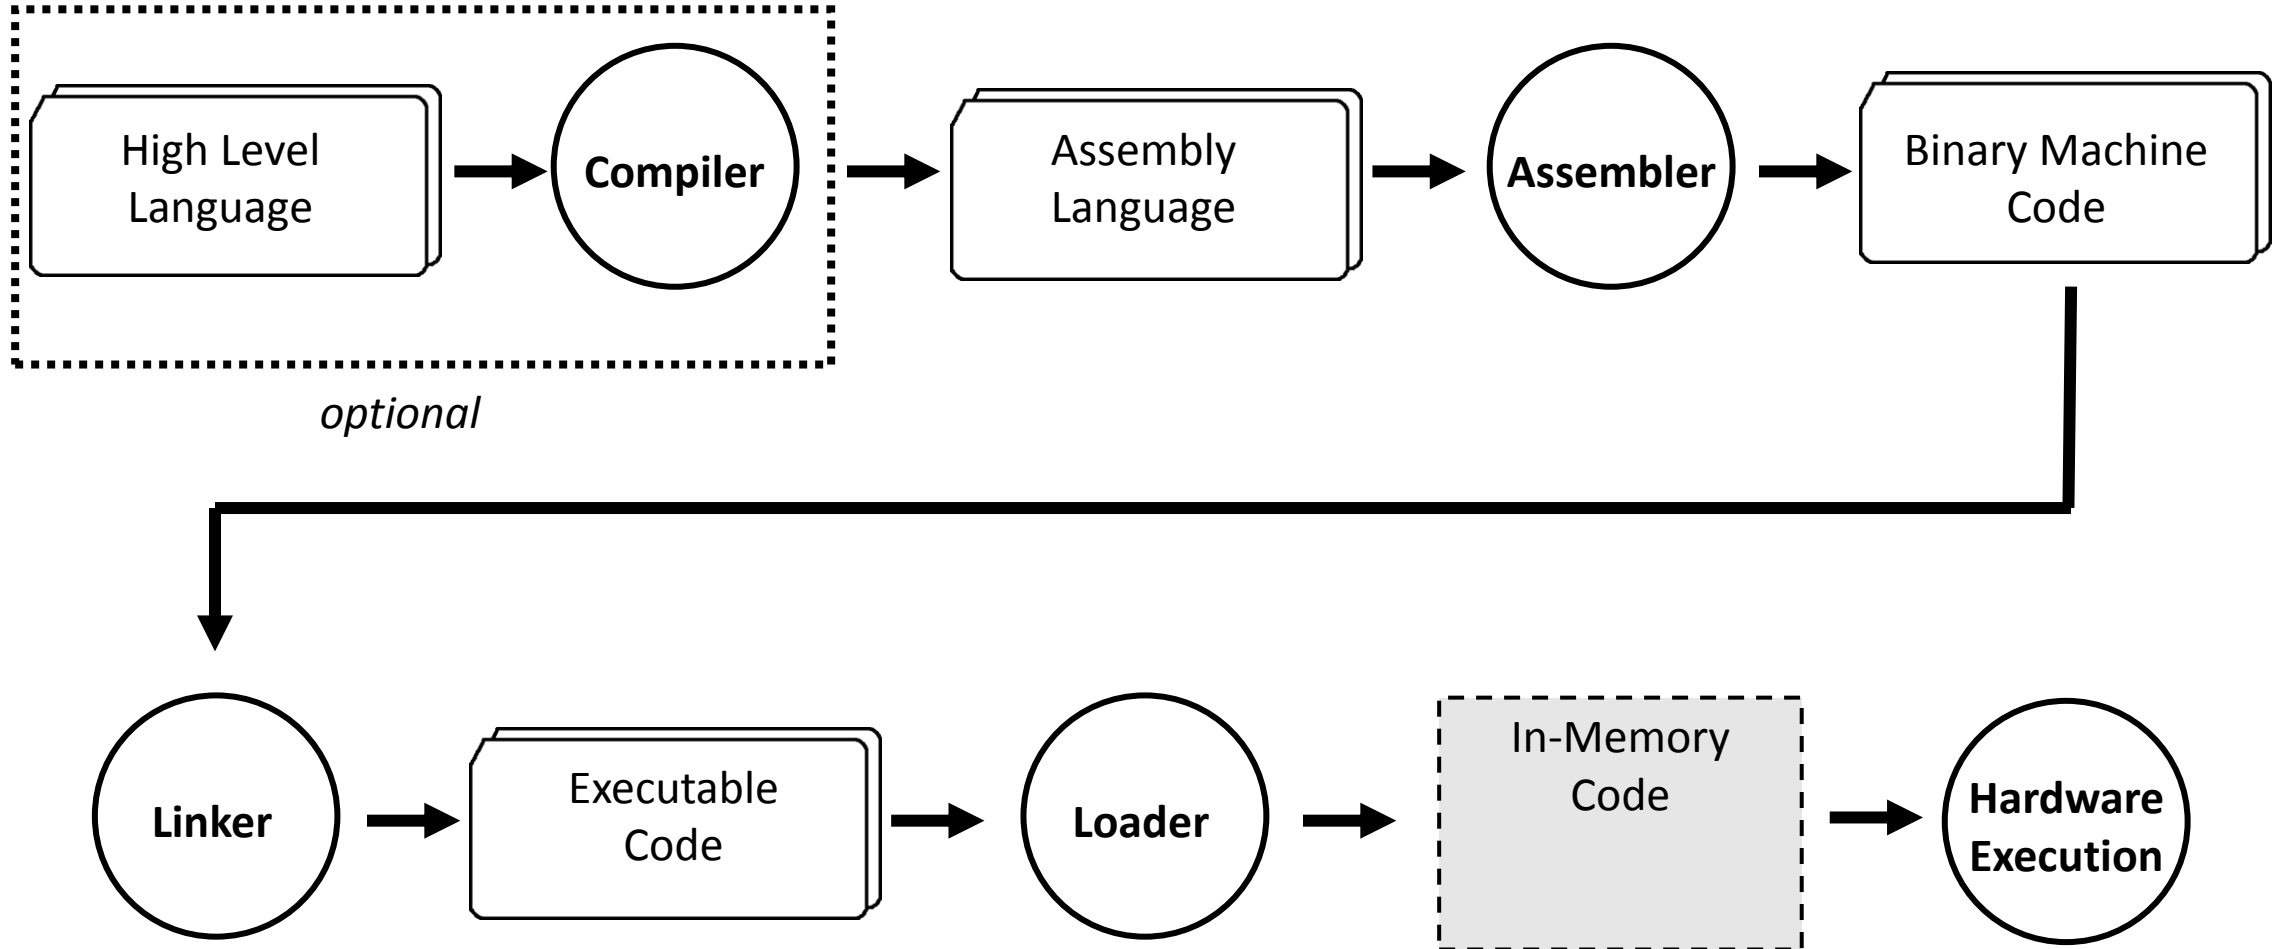 High Level
Language
Compiler
Assembly
Language
Assembler
Binary Machine
Code
optional
Linker
Executable
Code
Loader
In-Memory
Code
Hardware
Execution